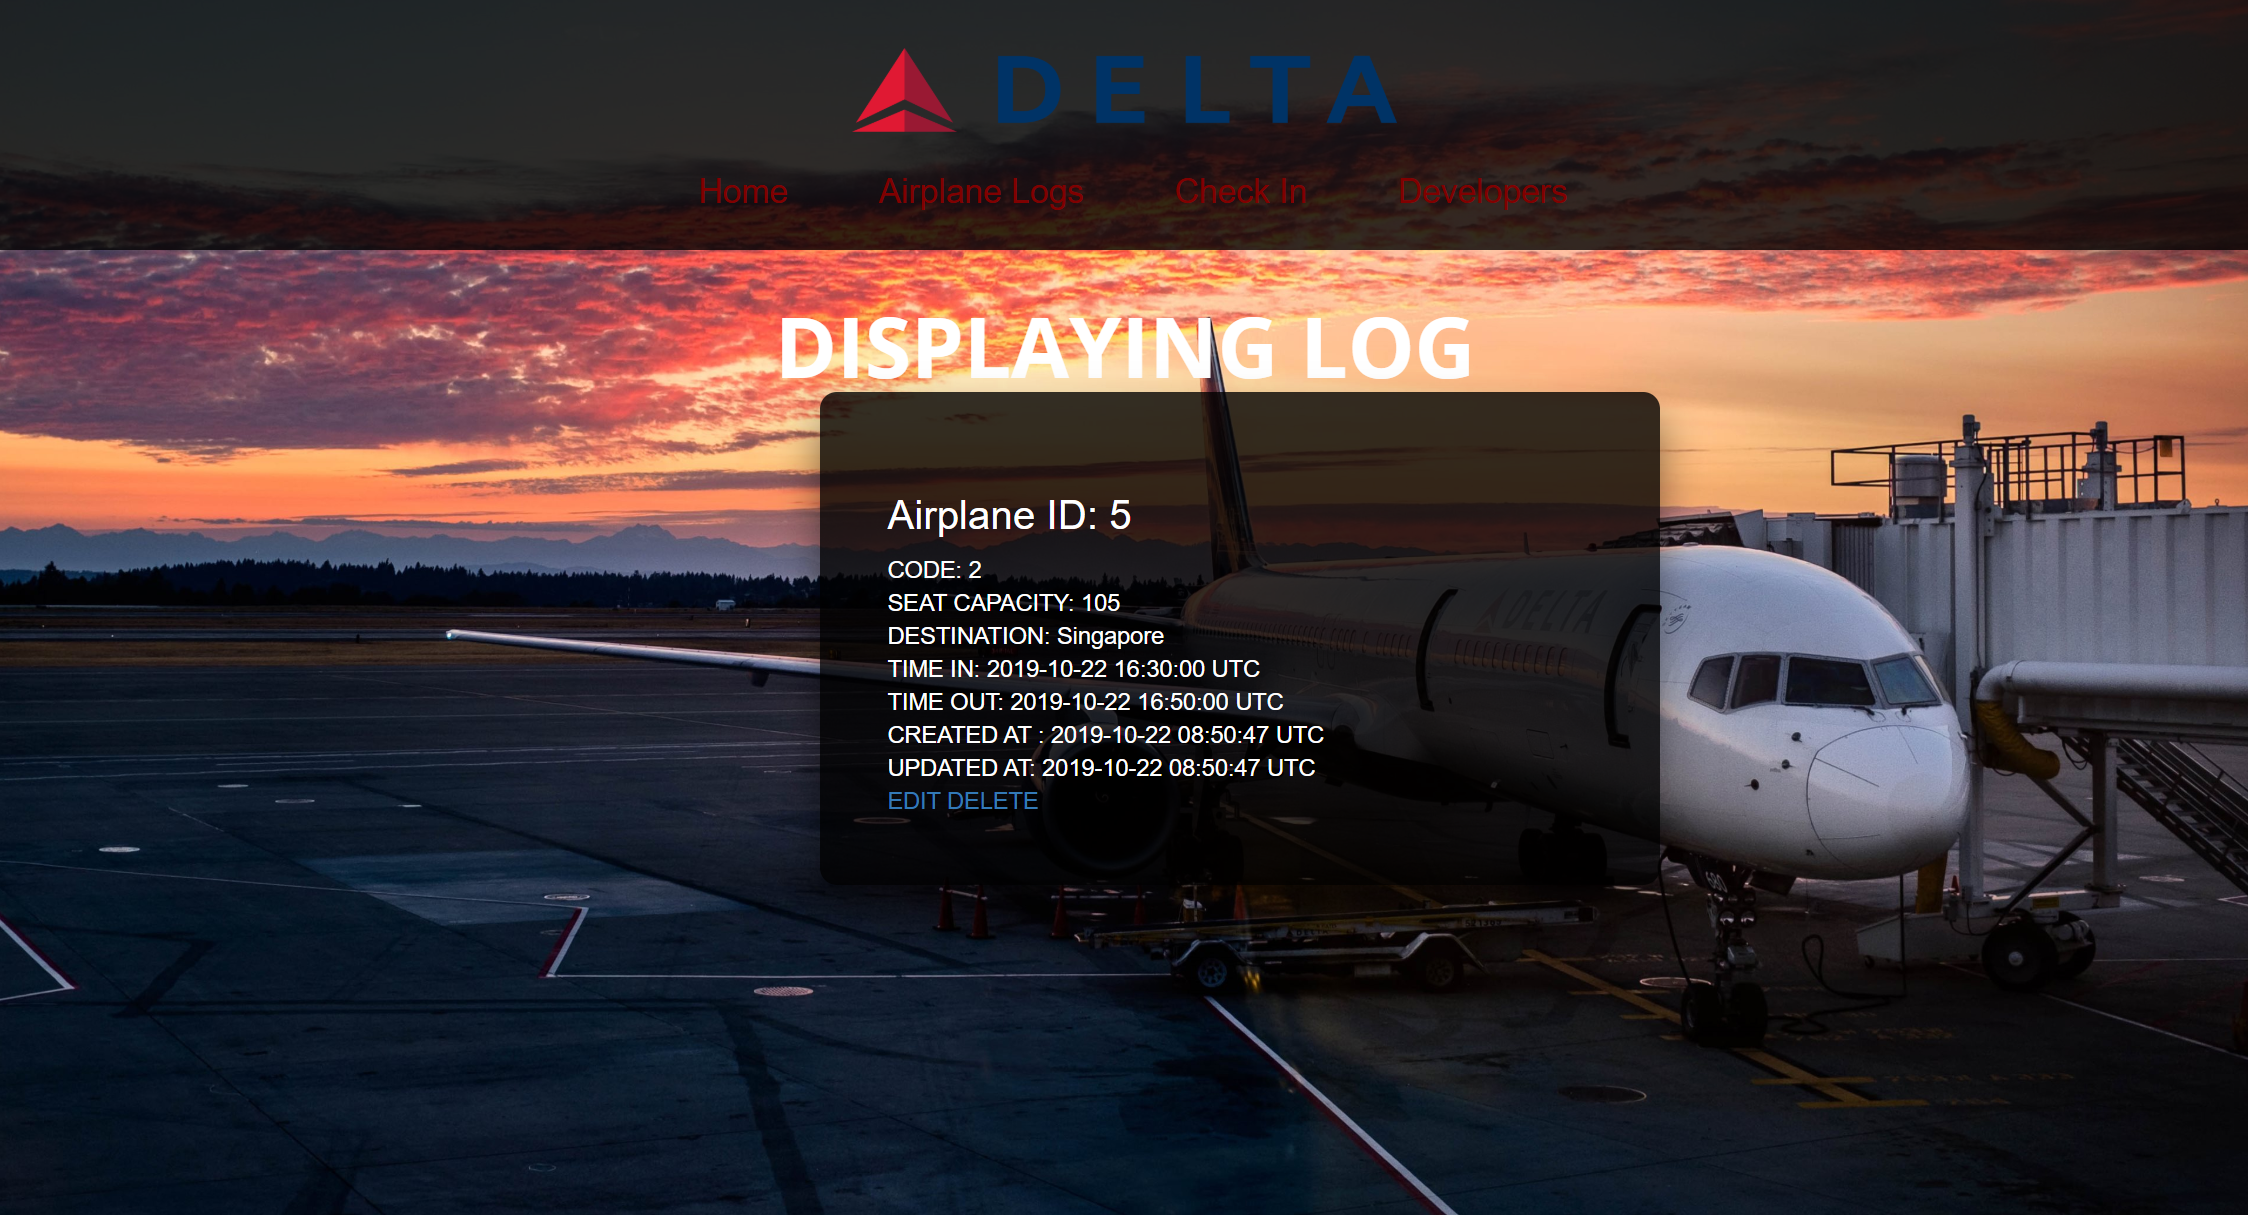 DELTA
Home Airplane Logs Check In Developers
DISPLAYING LOG
Airplane ID: 5
CODE: 2
SEAT CAPACITY: 105
DESTINATION: Singapore
TIME IN: 2019-10-22 16:30:00 UTC
TIME OUT: 2019-10-22 16:50:00 UTC
CREATED AT : 2019-10-22 08:50:47 UTC
UPDATED AT: 2019-10-22 08:50:47 UTC
EDIT DELETE
DELTA
680